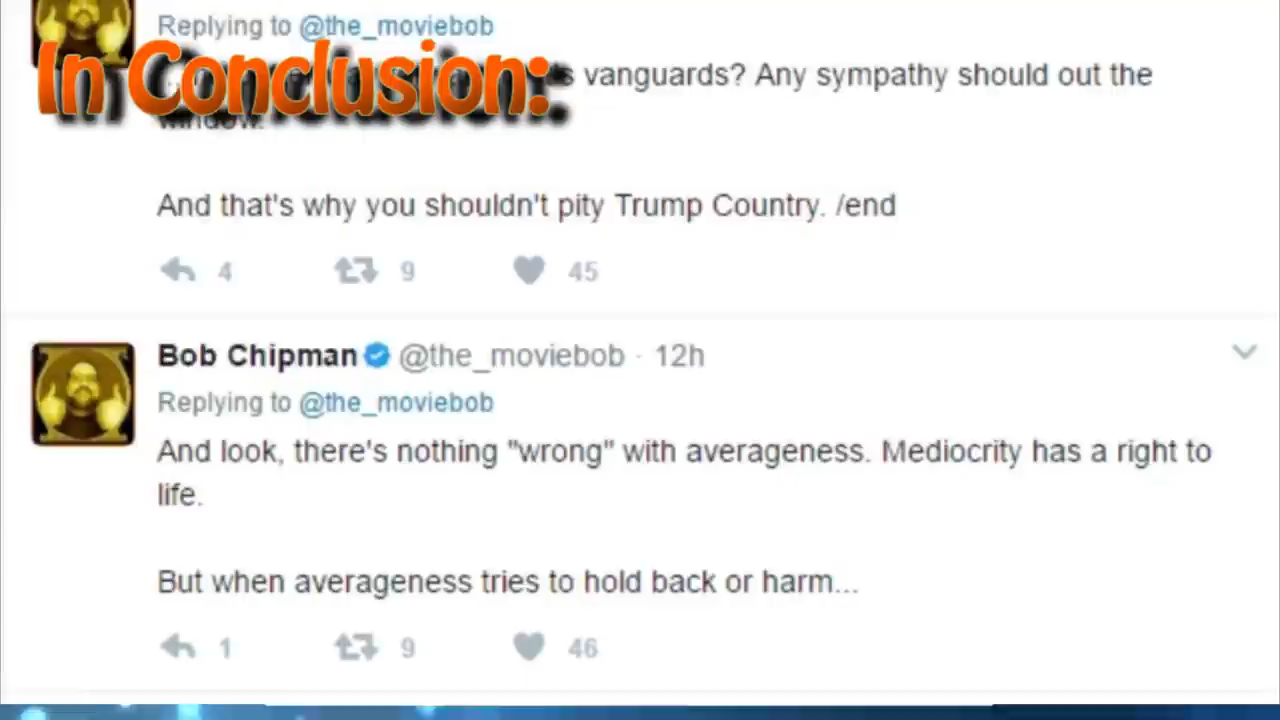 Replying to @the_moviebob
In Conclusion:
vanguards? Any sympathy should out the
window.
And that's why you shouldn't pity Trump Country. /end
4 9 45
Bob Chipman @the_moviebob · 12h
Replying to @the_moviebob
And look, there's nothing "wrong" with averageness. Mediocrity has a right to
life.
But when averageness tries to hold back or harm...
1 9 46